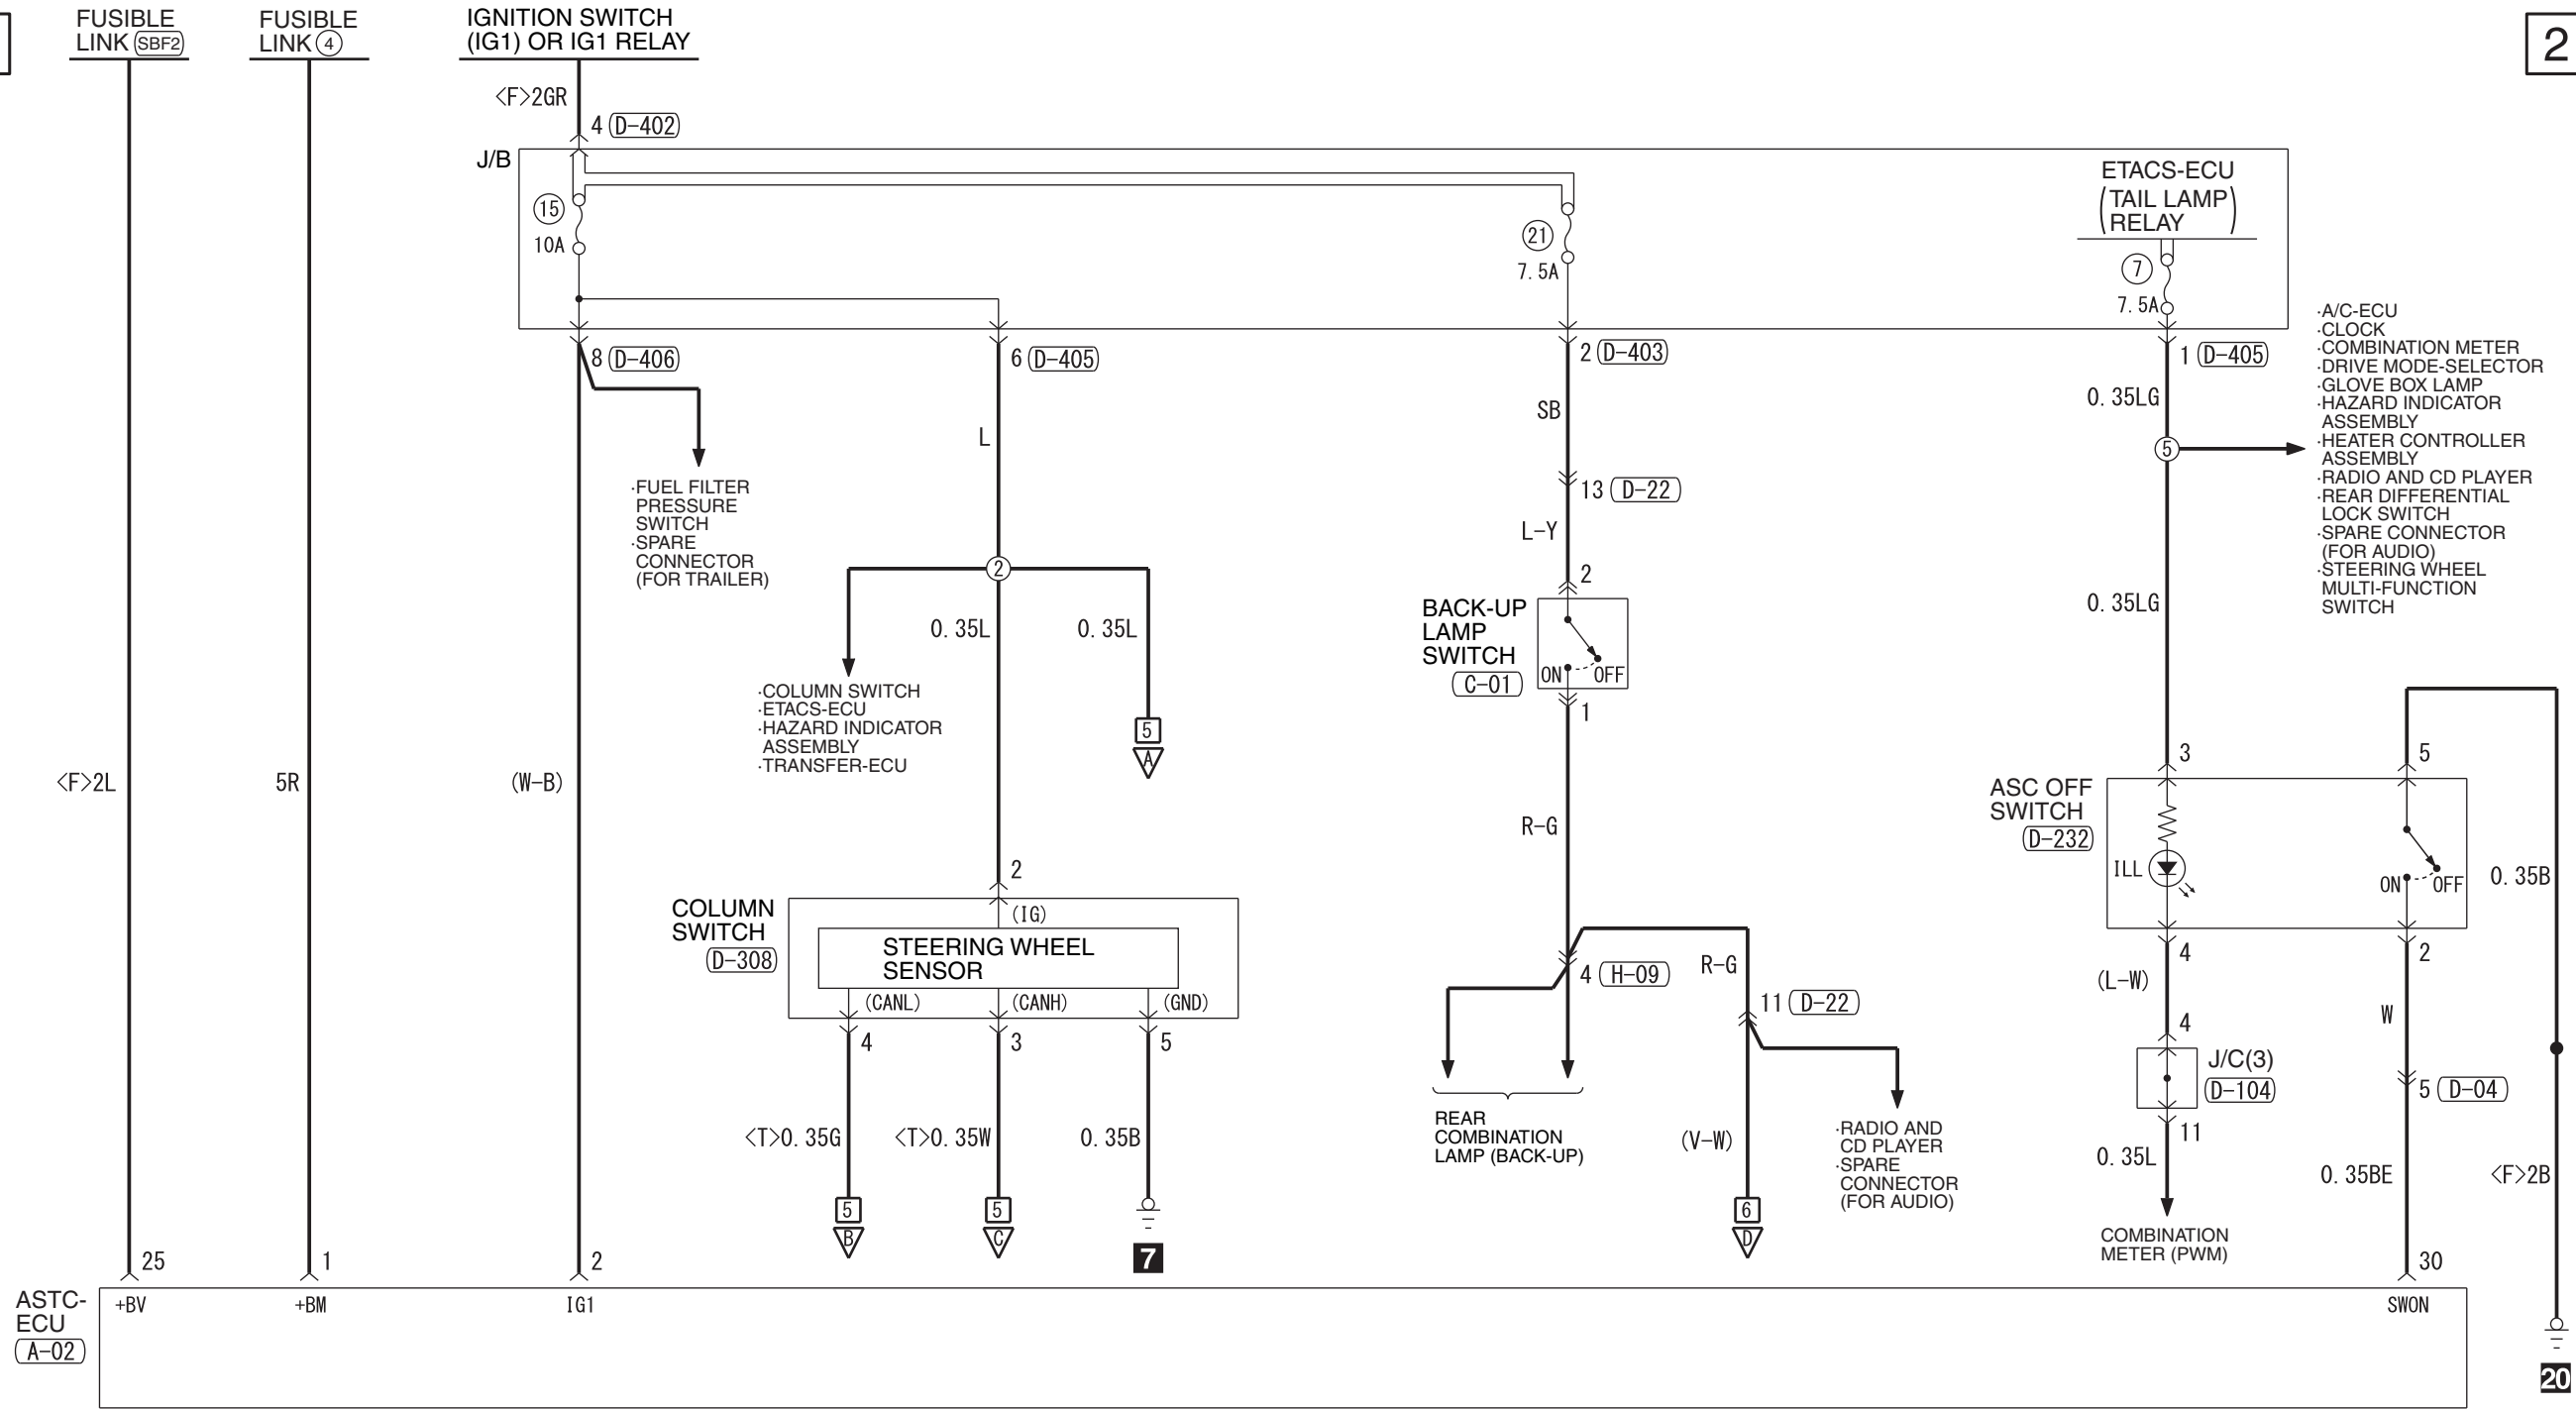 FUSIBLE
LINK SBF2
FUSIBLE
LINK 4
IGNITION SWITCH
(IG1) OR IG1 RELAY
2
<F>2GR
4 D-402
J/B
15
10A
21
7. 5A
ETACS-ECU
(TAIL LAMP
RELAY)
7
7. 5A
8 D-406
6 D-405
2 D-403
1 D-405
·A/C-ECU
·CLOCK
·COMBINATION METER
·DRIVE MODE-SELECTOR
·GLOVE BOX LAMP
·HAZARD INDICATOR
ASSEMBLY
·HEATER CONTROLLER
ASSEMBLY
·RADIO AND CD PLAYER
·REAR DIFFERENTIAL
LOCK SWITCH
·SPARE CONNECTOR
(FOR AUDIO)
·STEERING WHEEL
MULTI-FUNCTION
SWITCH
L
SB
0. 35LG
5
·FUEL FILTER
PRESSURE
SWITCH
·SPARE
CONNECTOR
(FOR TRAILER)
13 D-22
L-Y
2
2
0. 35LG
0. 35L
0. 35L
BACK-UP
LAMP
SWITCH
C-01
ON
OFF
1
·COLUMN SWITCH
·ETACS-ECU
·HAZARD INDICATOR
ASSEMBLY
·TRANSFER-ECU
5
A
<F>2L
5R
(W-B)
R-G
3
5
ASC OFF
SWITCH
D-232
ILL
ON
OFF
0. 35B
2
COLUMN
SWITCH
D-308
(IG)
STEERING WHEEL
SENSOR
(CANL)
(CANH)
(GND)
4
3
5
4 H-09
R-G
11 D-22
4
2
(L-W)
W
4
J/C(3)
D-104
5 D-04
11
<T>0. 35G
<T>0. 35W
0. 35B
REAR
COMBINATION
LAMP (BACK-UP)
(V-W)
·RADIO AND
CD PLAYER
·SPARE
CONNECTOR
(FOR AUDIO)
0. 35L
0. 35BE
<F>2B
5
B
5
C
7
6
D
COMBINATION
METER (PWM)
25
1
2
30
ASTC-
ECU
A-02
+BV
+BM
IG1
SWON
20